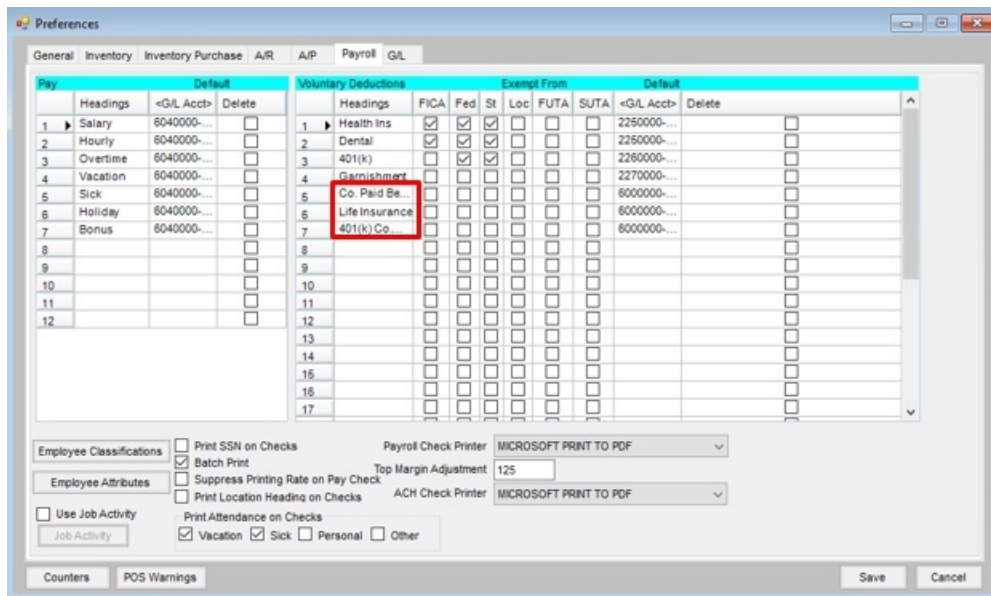 Preferences
General Inventory Inventory Purchase A/R A/P Payroll G/L
Pay Default Voluntary Deductions Exempt From Default
Headings <G/L Acct> Delete Headings FICA Fed St Loc FUTA SUTA <G/L Acct> Delete
1 Salary 6040000-... 1 Health Ins 2250000-...
2 Hourly 6040000-... 2 Dental 2250000-...
3 Overtime 6040000-... 3 401(k) 2260000-...
4 Vacation 6040000-... 4 Garnishment 2270000-...
5 Sick 6040000-... 5 Co. Paid Be... 6000000-...
6 Holiday 6040000-... 6 Life Insurance 6000000-...
7 Bonus 6040000-... 7 401(k) Co.... 6000000-...
8 8
9 9
10 10
11 11
12 12
13
14
15
16
17
Employee Classifications Print SSN on Checks Payroll Check Printer MICROSOFT PRINT TO PDF
Batch Print
Employee Attributes Suppress Printing Rate on Pay Check Top Margin Adjustment 125
Print Location Heading on Checks ACH Check Printer MICROSOFT PRINT TO PDF
Use Job Activity Print Attendance on Checks
Job Activity Vacation Sick Personal Other
Counters POS Warnings Save Cancel